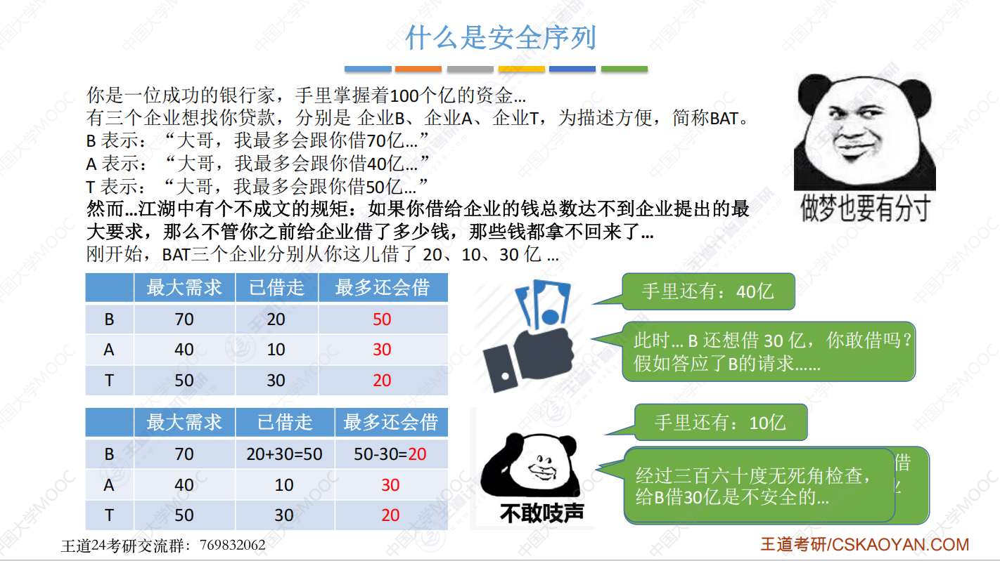 什么是安全序列
你是一位成功的银行家，手里掌握着100个亿的资金…
有三个企业想找你贷款，分别是 企业B、企业A、企业T，为描述方便，简称BAT。
B 表示：“大哥，我最多会跟你借70亿…”
A 表示：“大哥，我最多会跟你借40亿…”
T 表示：“大哥，我最多会跟你借50亿…”
然而…江湖中有个不成文的规矩：如果你借给企业的钱总数达不到企业提出的最
大要求，那么不管你之前给企业借了多少钱，那些钱都拿不回来了…
刚开始，BAT三个企业分别从你这儿借了 20、10、30 亿 …
做梦也要有分寸
最大需求 已借走 最多还会借
B 70 20 50
A 40 10 30
T 50 30 20
手里还有：40亿
此时… B 还想借 30 亿，你敢借吗？
假如答应了B的请求……
最大需求 已借走 最多还会借
B 70 20+30=50 50-30=20
A 40 10 30
T 50 30 20
不敢吱声
手里还有：10亿
借
经过三百六十度无死角检查，
给B借30亿是不安全的…
王道24考研交流群：769832062
王道考研/CSKAOYAN.COM
中国大学MOOC
王道计算机考研